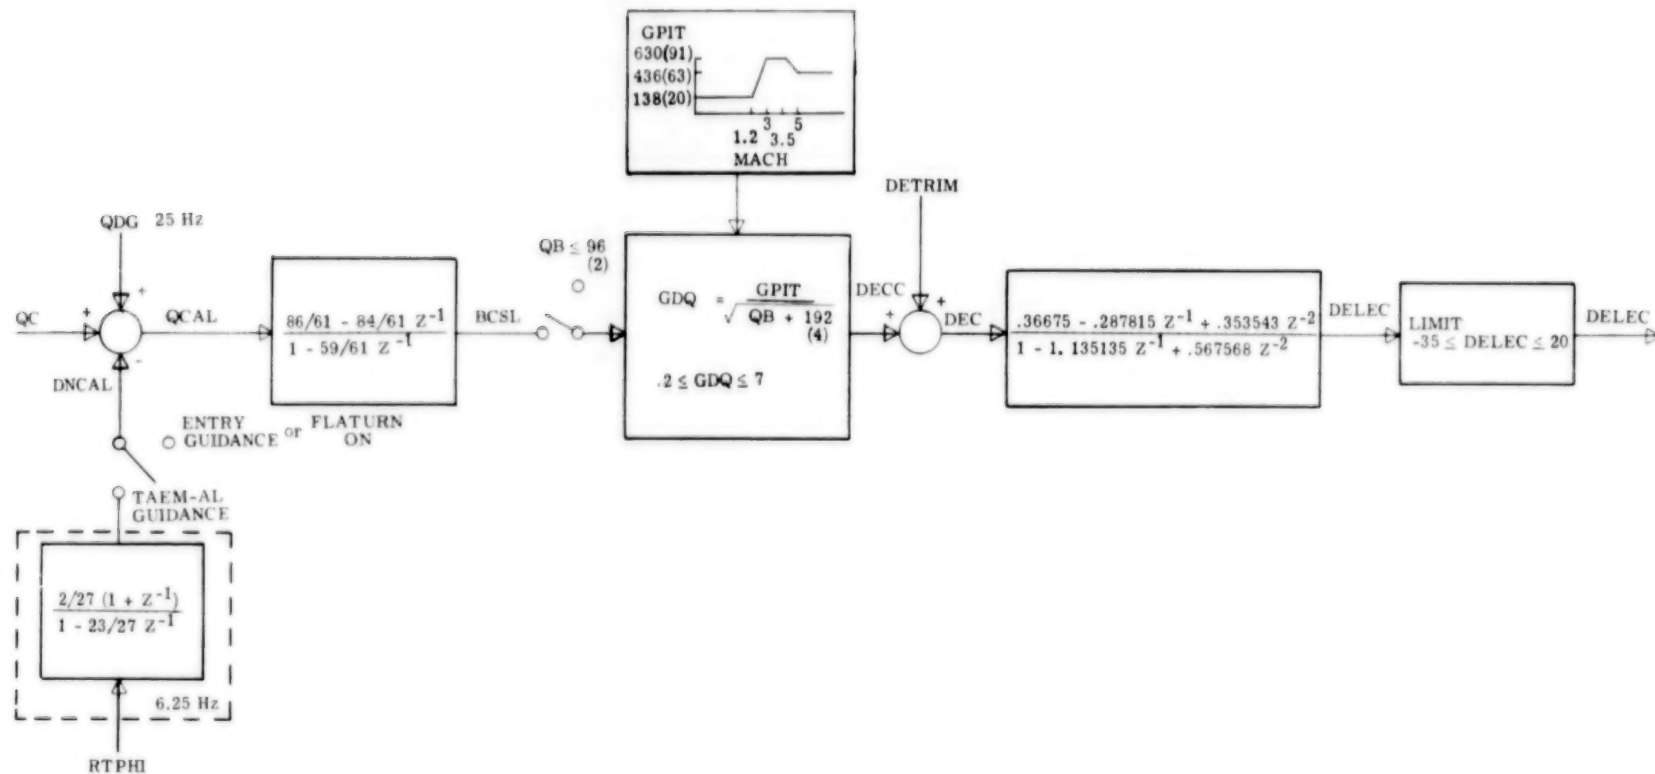 GPIT
630(91)
436(63)
138(20)
1.2 3 3.5 5
MACH
QDG 25 Hz
QC
+
+
-
QCAL
DNCAL
86/61 - 84/61 Z⁻¹
1 - 59/61 Z⁻¹
BCSL
QB ≤ 96
(2)
GDQ = GPIT
√QB + 192
(4)
.2 ≤ GDQ ≤ 7
DECC
DETRIM
+
+
DEC
.36675 - .287815 Z⁻¹ + .353543 Z⁻²
1 - 1.135135 Z⁻¹ + .567568 Z⁻²
DELEC
LIMIT
-35 ≤ DELEC ≤ 20
DELEC
ENTRY
GUIDANCE or FLATURN
ON
TAEM-AL
GUIDANCE
2/27 (1 + Z⁻¹)
1 - 23/27 Z⁻¹
6.25 Hz
RTPHI